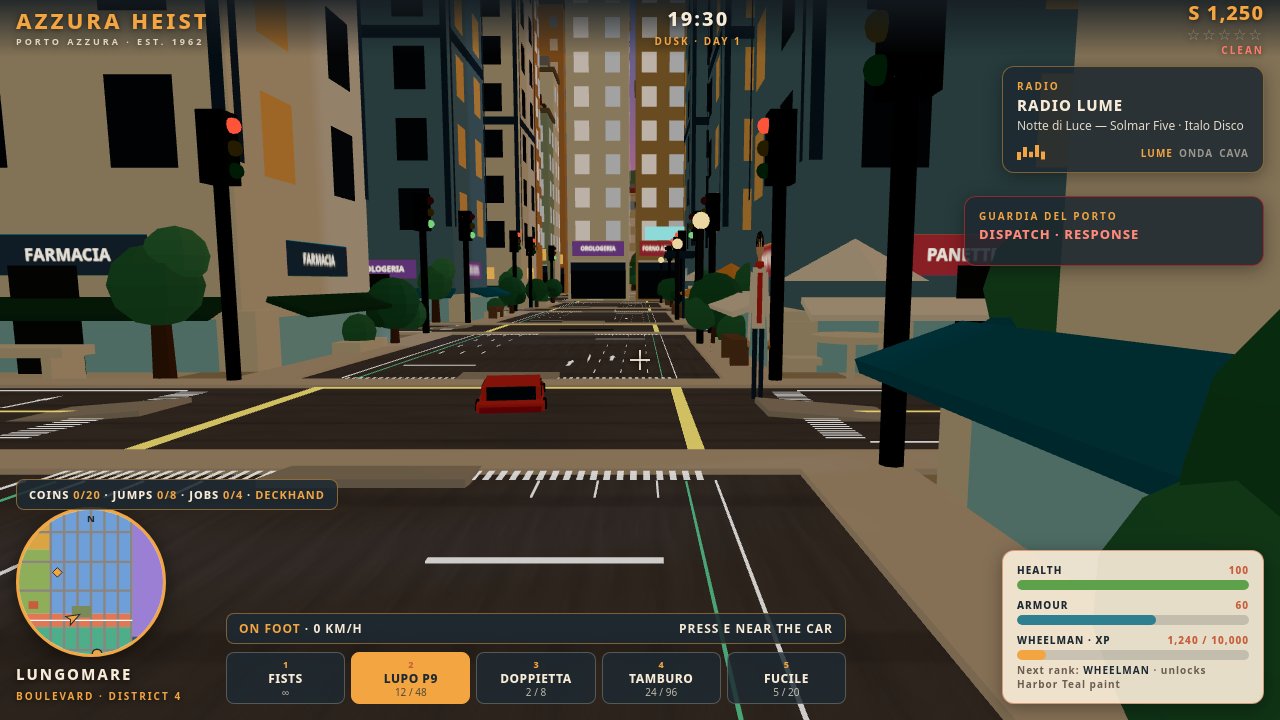 AZZURA HEIST
PORTO AZZURA · EST. 1962
19:30
DUSK · DAY 1
S 1,250
☆☆☆☆☆
CLEAN
RADIO
RADIO LUME
Notte di Luce — Solmar Five · Italo Disco
LUME ONDA CAVA
GUARDIA DEL PORTO
DISPATCH · RESPONSE
FARMACIA
FARMACIA
OLOGERIA
OROLOGERIA
FORNO
COINS 0/20 · JUMPS 0/8 · JOBS 0/4 · DECKHAND
N
LUNGOMARE
BOULEVARD · DISTRICT 4
ON FOOT · 0 KM/H
PRESS E NEAR THE CAR
1
FISTS
∞
2
LUPO P9
12 / 48
3
DOPPIETTA
2 / 8
4
TAMBURO
24 / 96
5
FUCILE
5 / 20
HEALTH 100
ARMOUR 60
WHEELMAN · XP 1,240 / 10,000
Next rank: WHEELMAN · unlocks
Harbor Teal paint